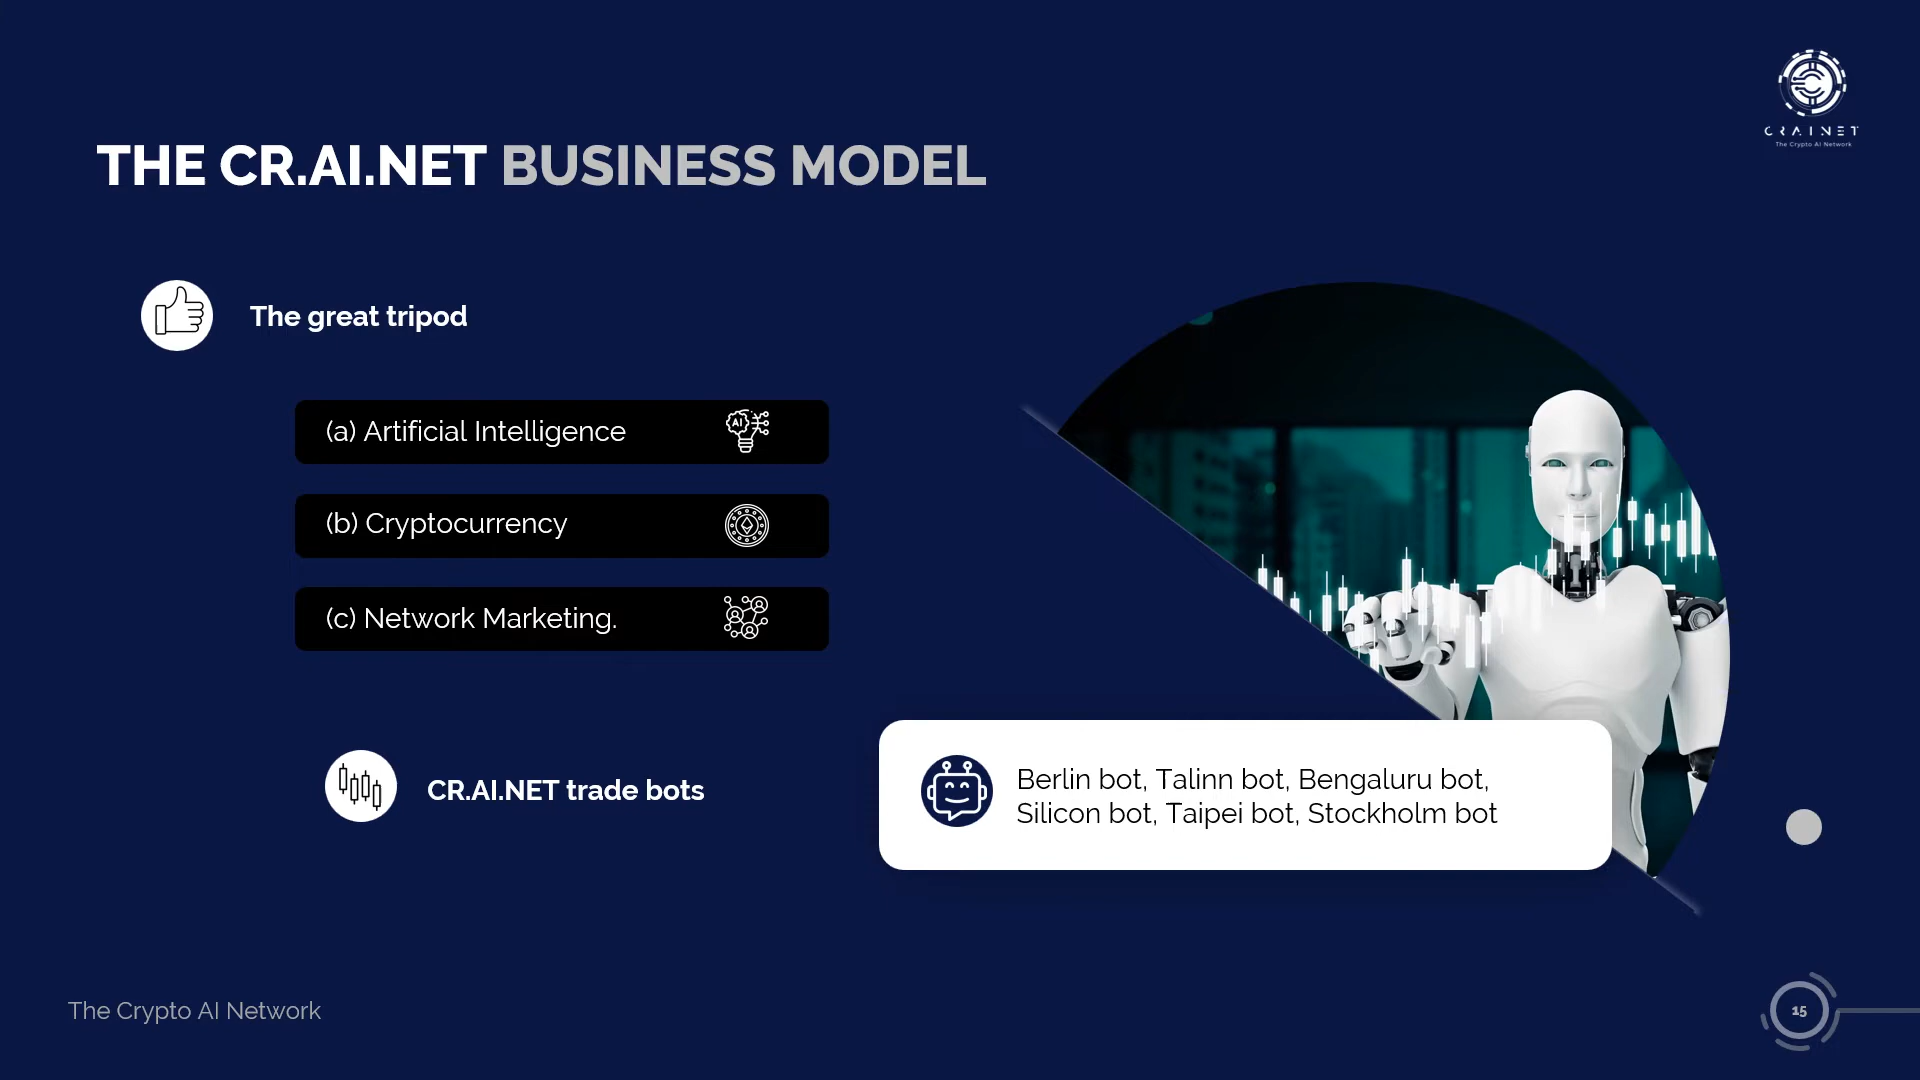 CRAINET
The Crypto AI Network
THE CR.AI.NET BUSINESS MODEL
The great tripod
(a) Artificial Intelligence
AI
(b) Cryptocurrency
(c) Network Marketing.
CR.AI.NET trade bots
Berlin bot, Talinn bot, Bengaluru bot,
Silicon bot, Taipei bot, Stockholm bot
The Crypto AI Network
15